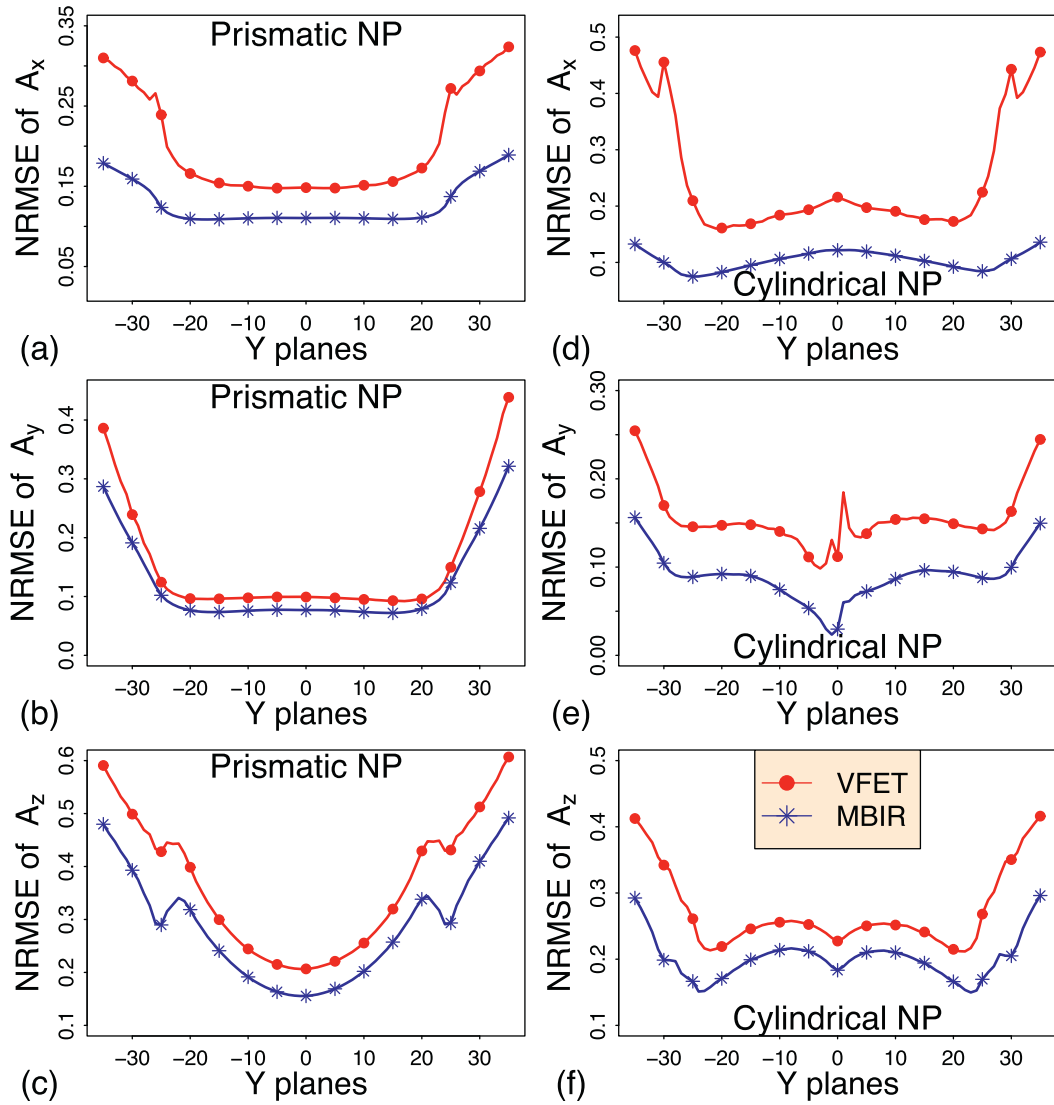 Prismatic NP
NRMSE of Ax
0.35
0.25
0.15
0.05
−30 −20 −10 0 10 20 30
(a) Y planes
NRMSE of Ax
0.5
0.4
0.3
0.2
0.1
Cylindrical NP
−30 −20 −10 0 10 20 30
(d) Y planes
Prismatic NP
NRMSE of Ay
0.4
0.3
0.2
0.1
0.0
−30 −20 −10 0 10 20 30
(b) Y planes
NRMSE of Ay
0.30
0.20
0.10
0.00
Cylindrical NP
−30 −20 −10 0 10 20 30
(e) Y planes
Prismatic NP
NRMSE of Az
0.6
0.5
0.4
0.3
0.2
0.1
−30 −20 −10 0 10 20 30
(c) Y planes
VFET
MBIR
NRMSE of Az
0.5
0.4
0.3
0.2
0.1
Cylindrical NP
−30 −20 −10 0 10 20 30
(f) Y planes